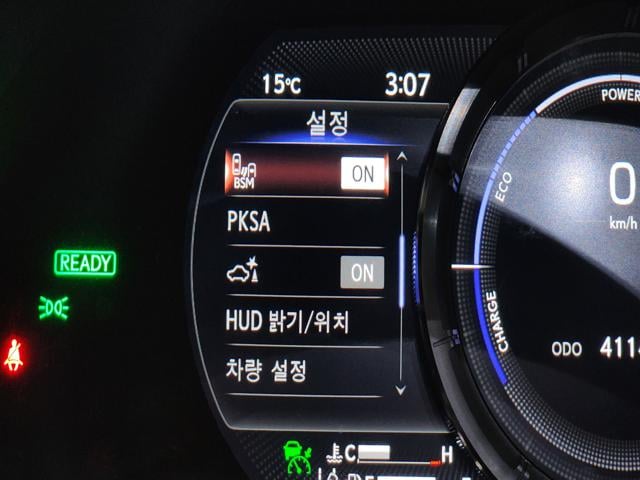 15℃ 3:07
설정
BSM ON
PKSA
ON
HUD 밝기/위치
차량 설정
READY
C H
POWER
ECO
CHARGE
0
km/h
ODO 4114